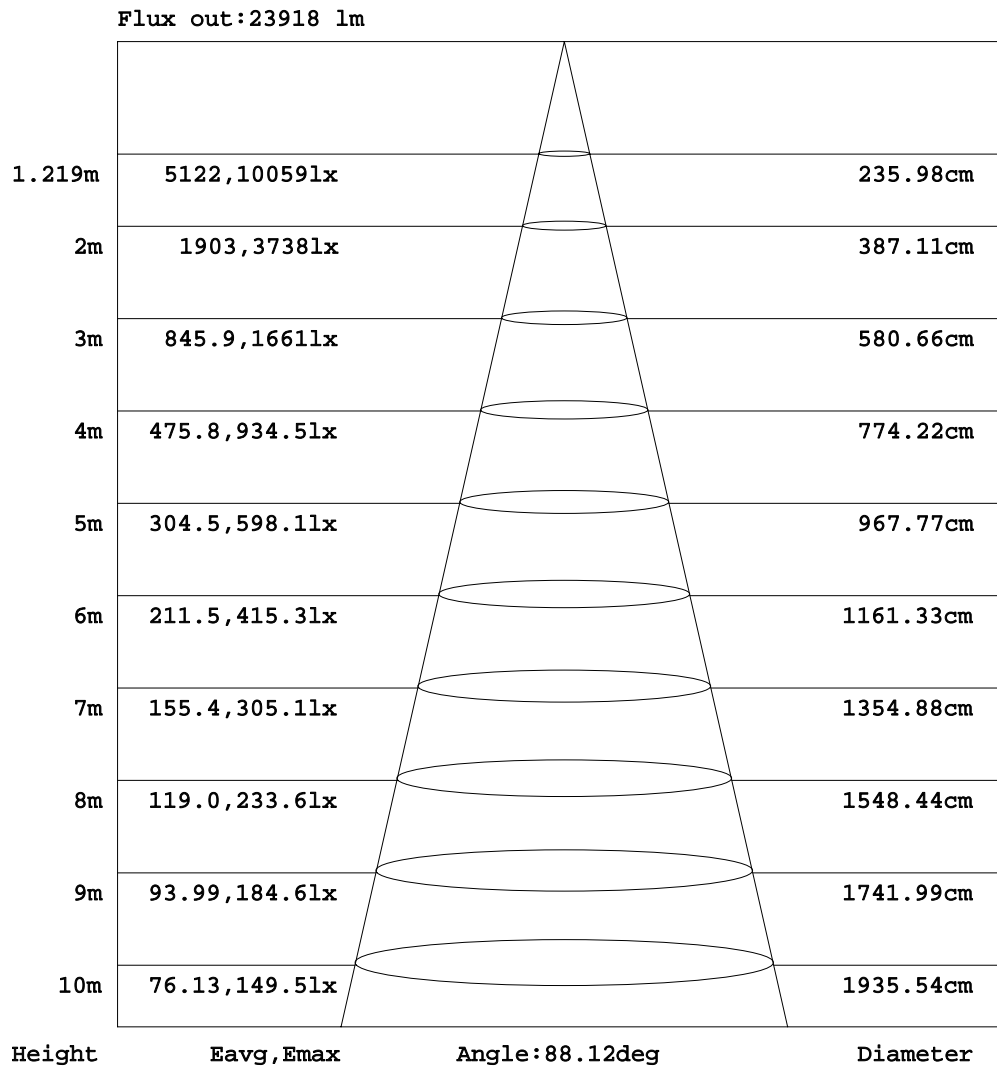 Flux out:23918 lm
1.219m 5122,10059lx 235.98cm
2m 1903,3738lx 387.11cm
3m 845.9,1661lx 580.66cm
4m 475.8,934.5lx 774.22cm
5m 304.5,598.1lx 967.77cm
6m 211.5,415.3lx 1161.33cm
7m 155.4,305.1lx 1354.88cm
8m 119.0,233.6lx 1548.44cm
9m 93.99,184.6lx 1741.99cm
10m 76.13,149.5lx 1935.54cm
Height Eavg,Emax Angle:88.12deg Diameter